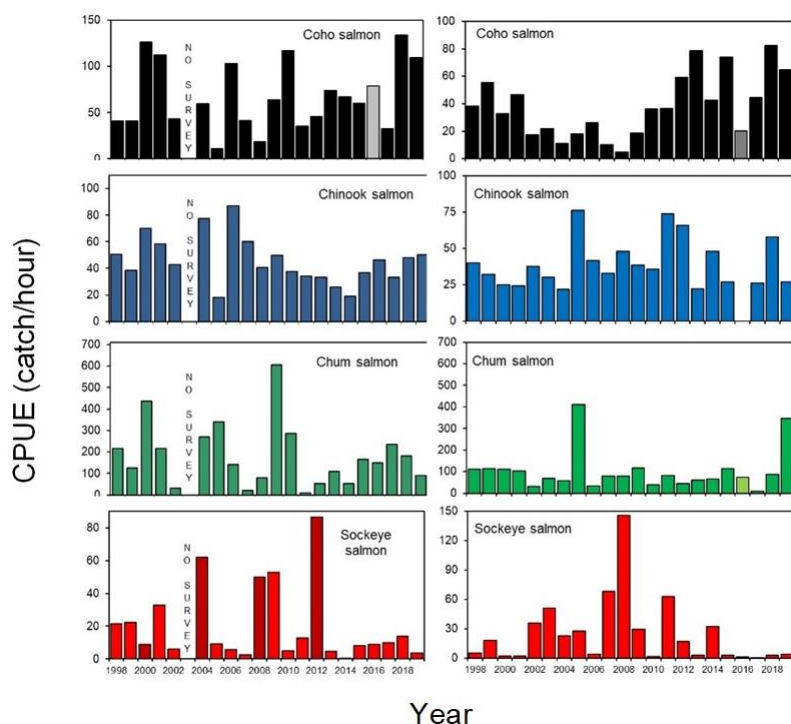 150
100
50
0
Coho salmon
NO SURVEY
100
80
60
40
20
0
Coho salmon
100
80
60
40
20
0
Chinook salmon
NO SURVEY
100
75
50
25
0
Chinook salmon
700
600
500
400
300
200
100
0
Chum salmon
NO SURVEY
700
600
500
400
300
200
100
0
Chum salmon
80
60
40
20
0
Sockeye
salmon
NO SURVEY
1998 2000 2002 2004 2006 2008 2010 2012 2014 2016 2018
150
120
90
60
30
0
Sockeye salmon
1998 2000 2002 2004 2006 2008 2010 2012 2014 2016 2018
CPUE (catch/hour)
Year